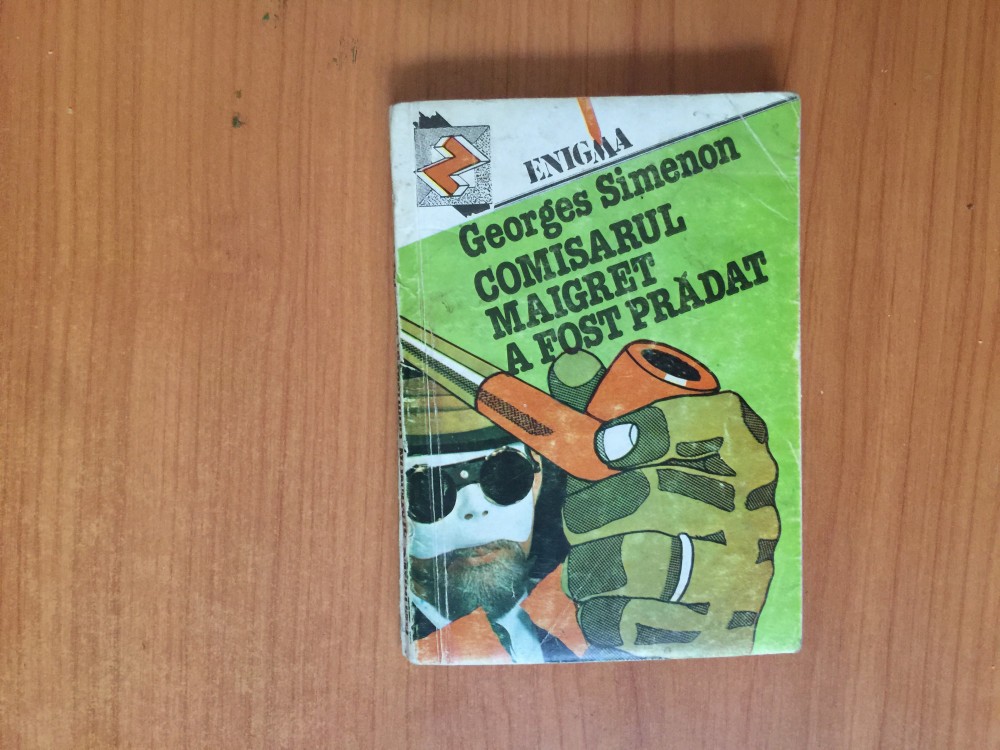 ENIGMA
Georges Simenon
COMISARUL
MAIGRET
A FOST PRĂDAT